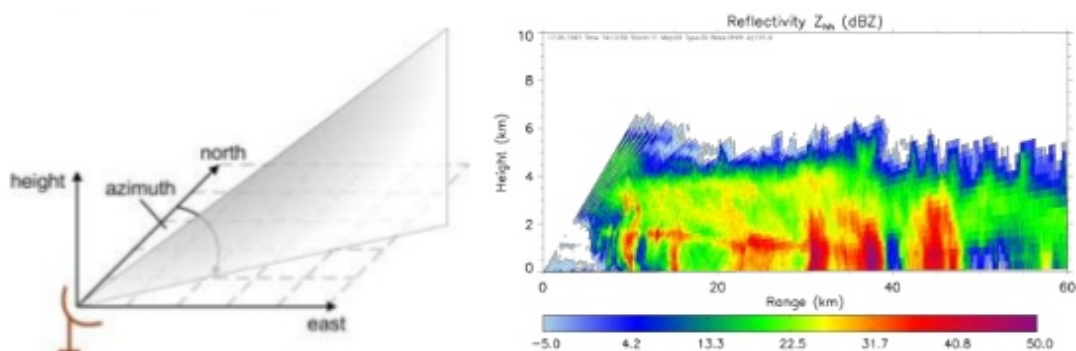 height
north
azimuth
east
Reflectivity Zhh (dBZ)
10
8
6
4
2
0
Height (km)
0
20
40
60
Range (km)
−5.0
4.2
13.3
22.5
31.7
40.8
50.0